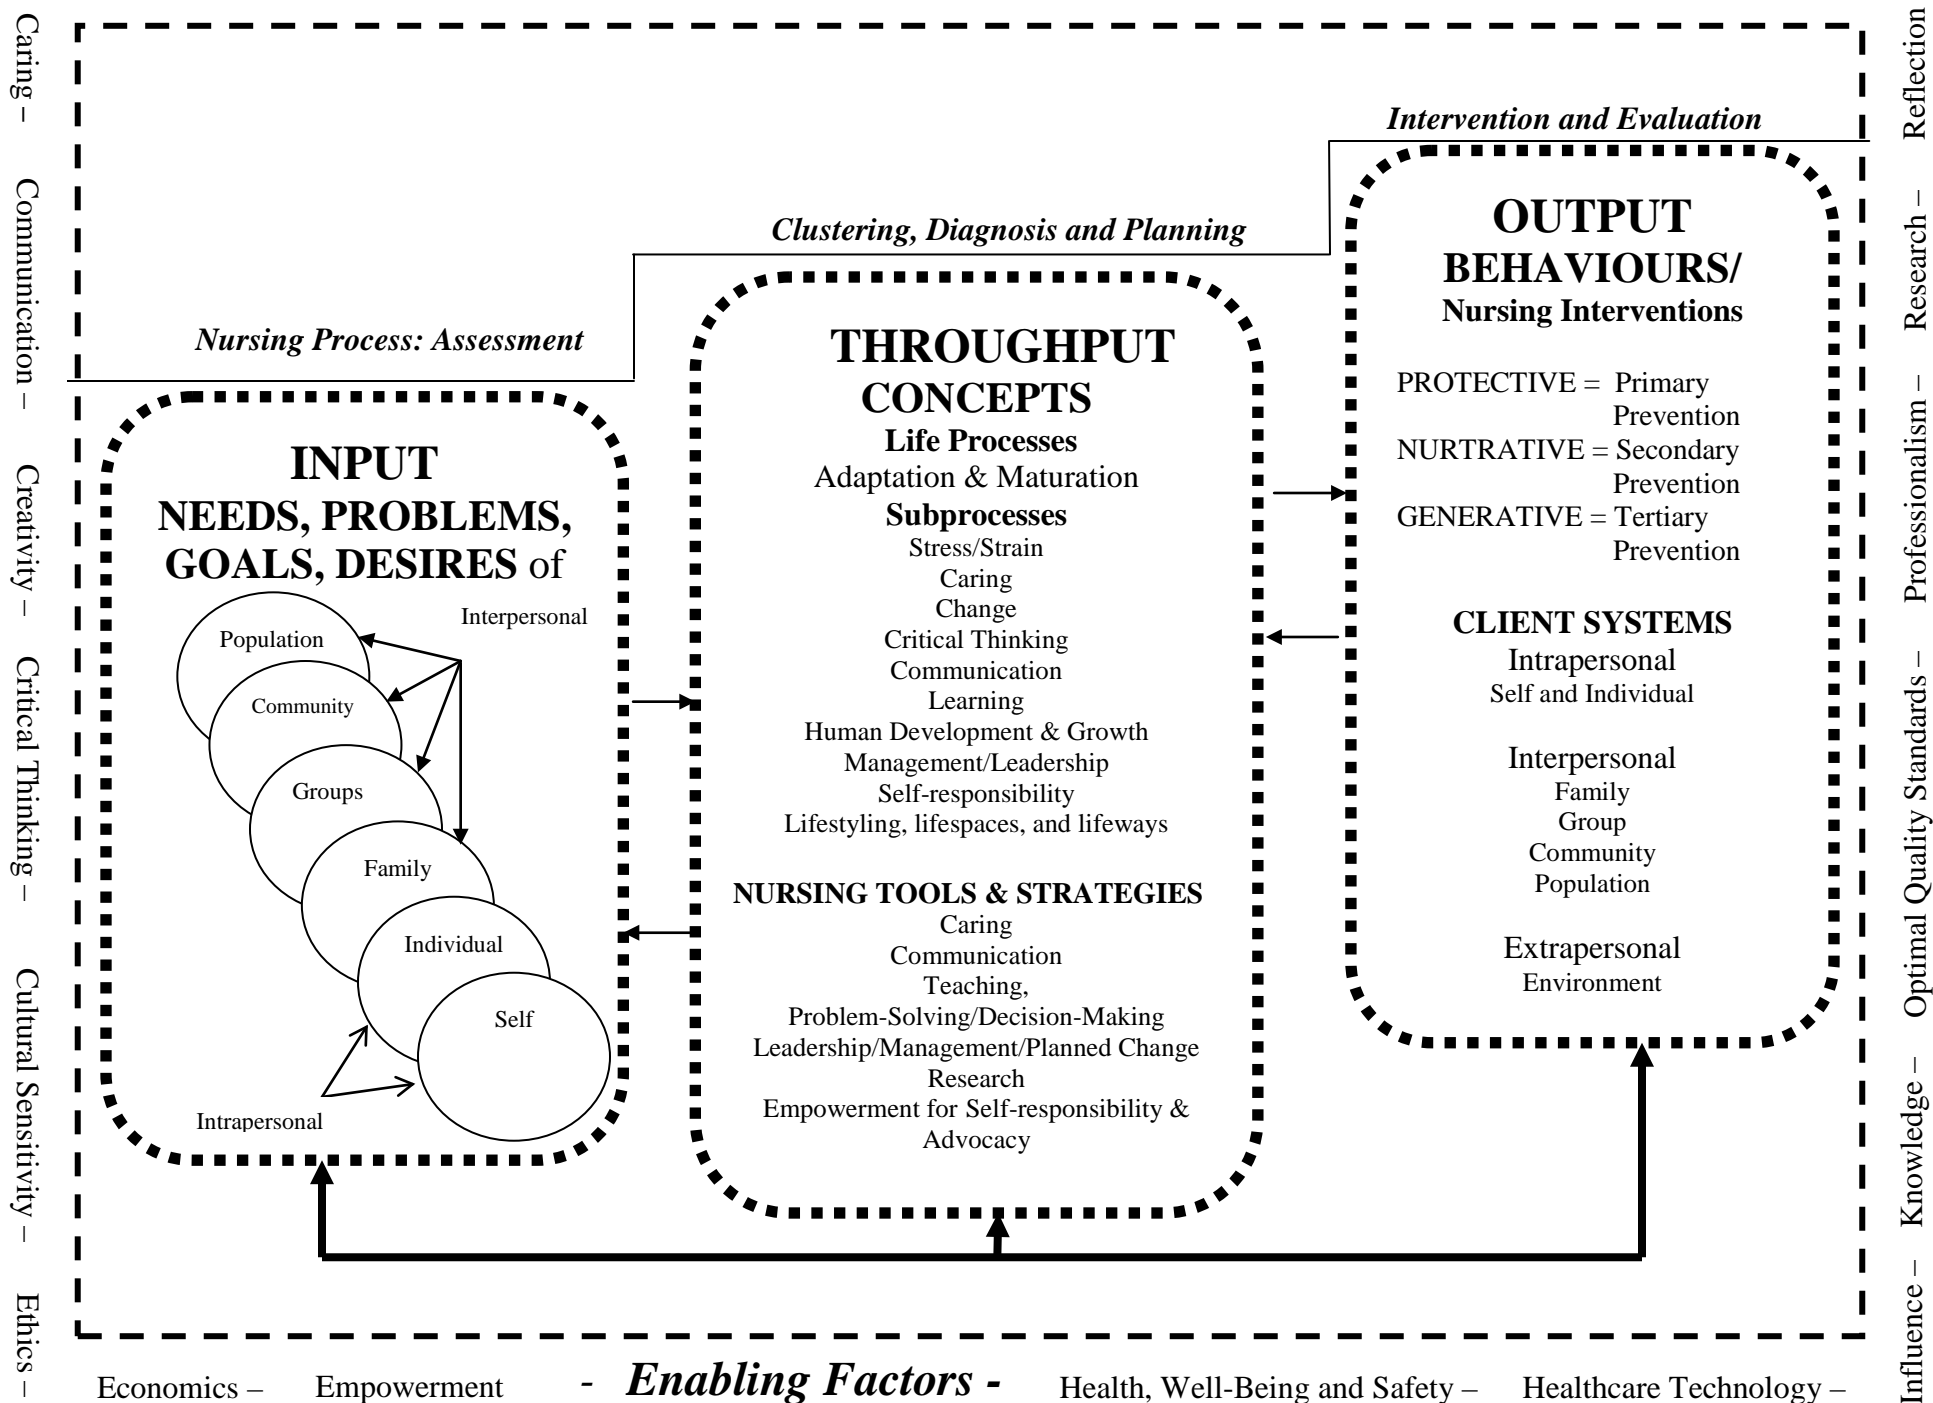 Caring –
Communication –
Creativity –
Critical Thinking –
Cultural Sensitivity –
Ethics –
Nursing Process: Assessment
INPUT
NEEDS, PROBLEMS,
GOALS, DESIRES of
Interpersonal
Population
Community
Groups
Family
Individual
Self
Intrapersonal
Clustering, Diagnosis and Planning
THROUGHPUT
CONCEPTS
Life Processes
Adaptation & Maturation
Subprocesses
Stress/Strain
Caring
Change
Critical Thinking
Communication
Learning
Human Development & Growth
Management/Leadership
Self-responsibility
Lifestyling, lifespaces, and lifeways
NURSING TOOLS & STRATEGIES
Caring
Communication
Teaching,
Problem-Solving/Decision-Making
Leadership/Management/Planned Change
Research
Empowerment for Self-responsibility &
Advocacy
Intervention and Evaluation
OUTPUT
BEHAVIOURS/
Nursing Interventions
PROTECTIVE = Primary
Prevention
NURTRATIVE = Secondary
Prevention
GENERATIVE = Tertiary
Prevention
CLIENT SYSTEMS
Intrapersonal
Self and Individual
Interpersonal
Family
Group
Community
Population
Extrapersonal
Environment
Economics – Empowerment - Enabling Factors - Health, Well-Being and Safety – Healthcare Technology –
Influence – Knowledge – Optimal Quality Standards – Professionalism – Research – Reflection